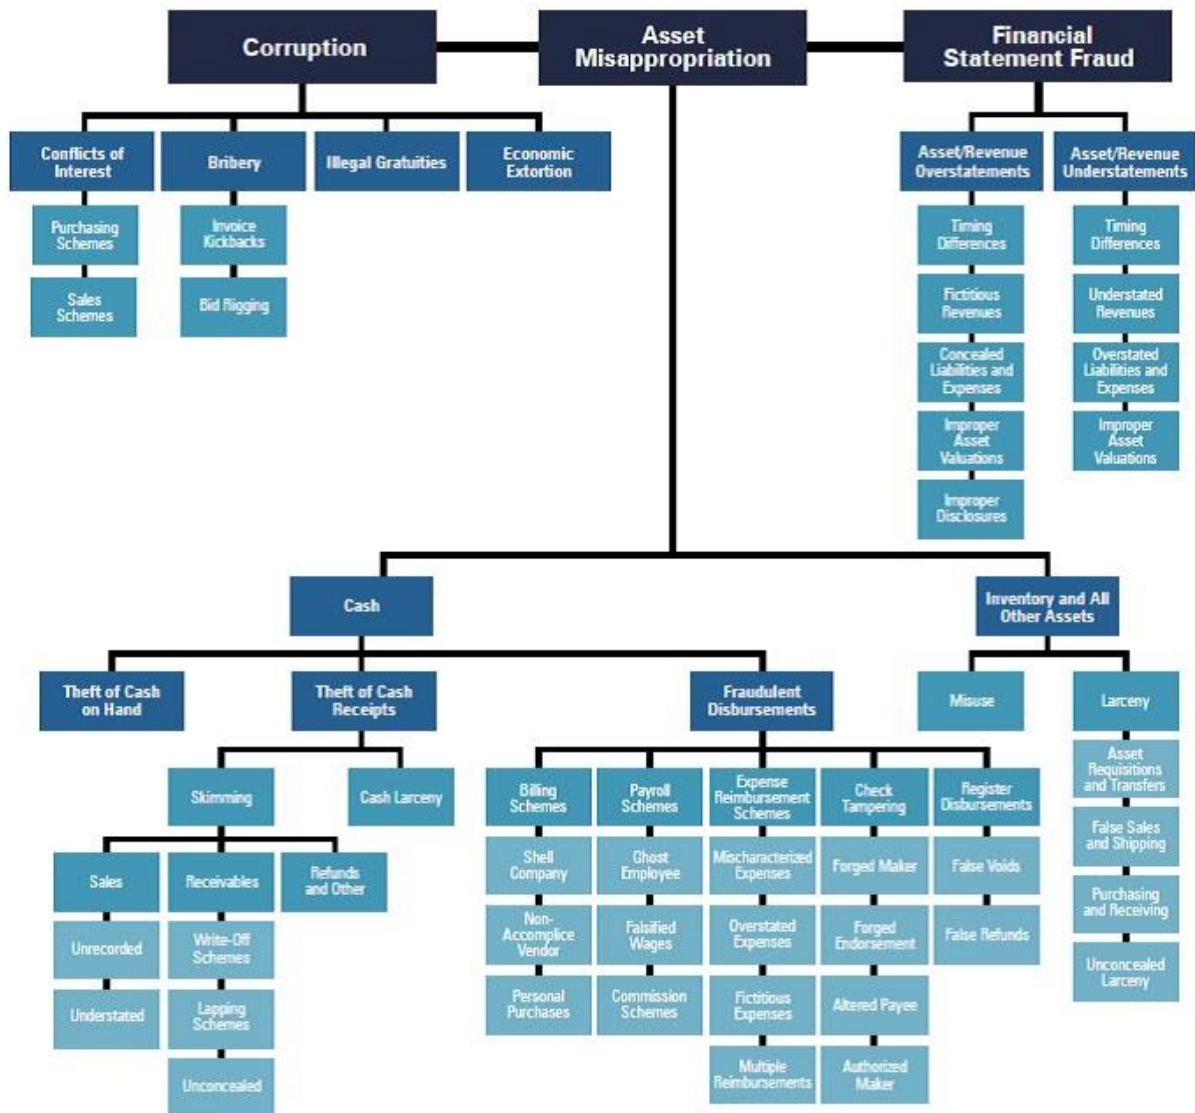 Corruption
Asset
Misappropriation
Financial
Statement Fraud
Conflicts of
Interest
Bribery
Illegal Gratuities
Economic
Extortion
Asset/Revenue
Overstatements
Asset/Revenue
Understatements
Purchasing
Schemes
Invoice
Kickbacks
Timing
Differences
Timing
Differences
Sales
Schemes
Bid Rigging
Fictitious
Revenues
Understated
Revenues
Concealed
Liabilities and
Expenses
Overstated
Liabilities and
Expenses
Improper
Asset
Valuations
Improper
Asset
Valuations
Improper
Disclosures
Cash
Inventory and All
Other Assets
Theft of Cash
on Hand
Theft of Cash
Receipts
Fraudulent
Disbursements
Misuse
Larceny
Skimming
Cash Larceny
Billing
Schemes
Payroll
Schemes
Expense
Reimbursement
Schemes
Check
Tampering
Register
Disbursements
Asset
Requisitions
and Transfers
Sales
Receivables
Refunds
and Other
Shell
Company
Ghost
Employee
Mischaracterized
Expenses
Forged Maker
False Voids
False Sales
and Shipping
Unrecorded
Write-Off
Schemes
Non-
Accomplice
Vendor
Falsified
Wages
Overstated
Expenses
Forged
Endorsement
False Refunds
Purchasing
and Receiving
Understated
Lapping
Schemes
Personal
Purchases
Commission
Schemes
Fictitious
Expenses
Altered Payee
Unconcealed
Larceny
Unconcealed
Multiple
Reimbursements
Authorized
Maker